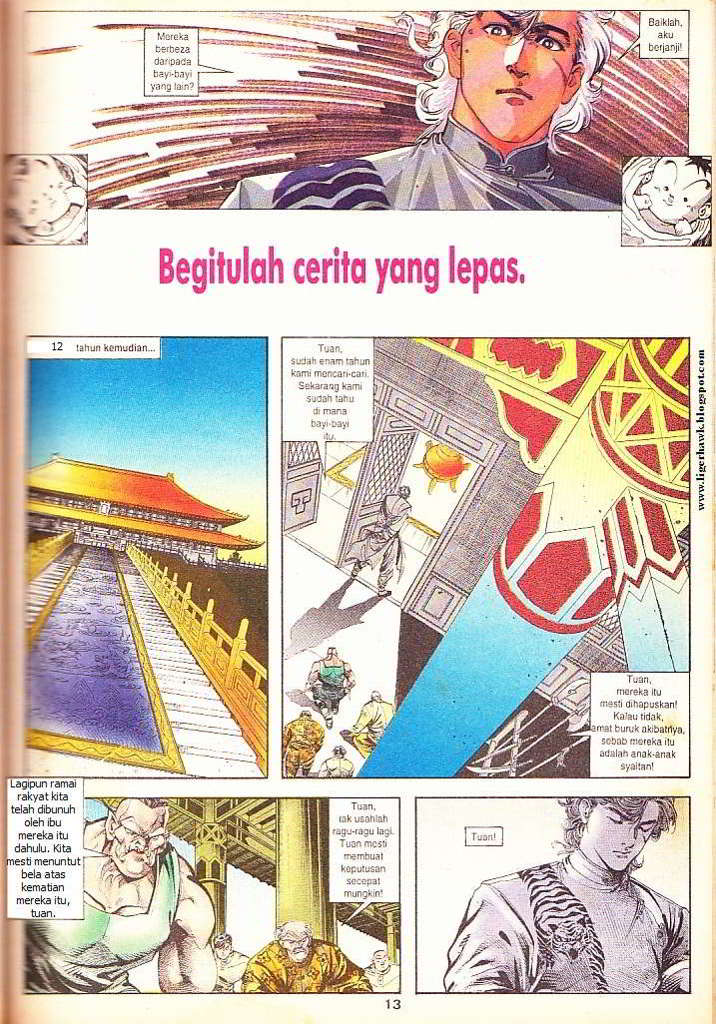 Mereka
berbeza
daripada
bayi-bayi
yang lain?
Baiklah,
aku
berjanji!
Begitulah cerita yang lepas.
12 tahun kemudian...
Tuan,
sudah enam tahun
kami mencari-cari.
Sekarang kami
sudah tahu
di mana
bayi-bayi
itu.
www.ligerhawk.blogspot.com
Tuan,
mereka itu
mesti dihapuskan!
Kalau tidak,
amat buruk akibatnya,
sebab mereka itu
adalah anak-anak
syaitan!
Lagipun ramai
rakyat kita
telah dibunuh
oleh ibu
mereka itu
dahulu. Kita
mesti menuntut
bela atas
kematian
mereka itu,
tuan.
Tuan,
tak usahlah
ragu-ragu lagi.
Tuan mesti
membuat
keputusan
secepat
mungkin!
Tuan!
13